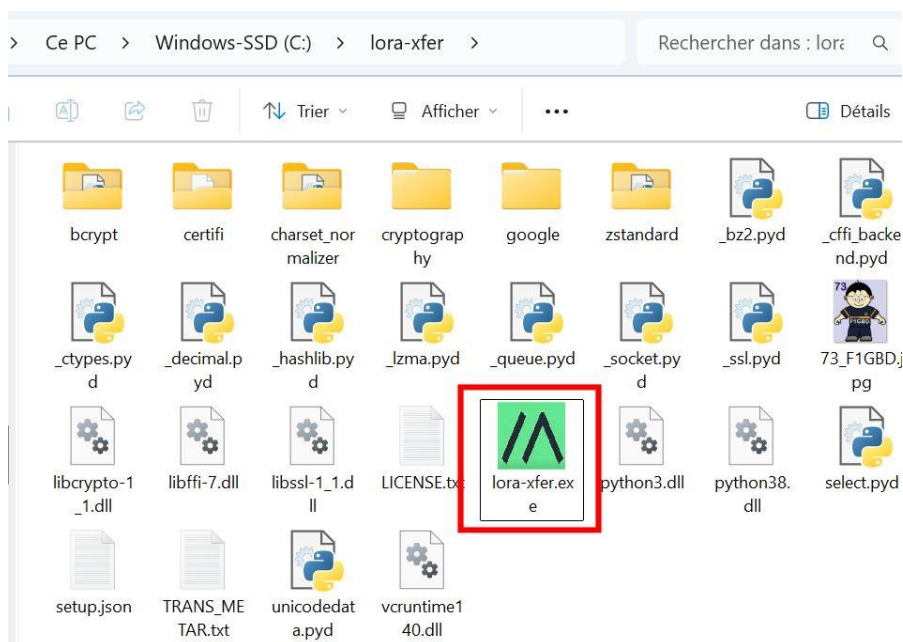 > Ce PC > Windows-SSD (C:) > lora-xfer >
Rechercher dans : lora
Trier
Afficher
Détails
bcrypt
certifi
charset_nor
malizer
cryptograp
hy
google
zstandard
_bz2.pyd
_cffi_backe
nd.pyd
_ctypes.py
d
_decimal.p
yd
_hashlib.py
d
_lzma.pyd
_queue.pyd
_socket.py
d
_ssl.pyd
73
F1GBD
73_F1GBD.j
pg
libcrypto-1
_1.dll
libffi-7.dll
libssl-1_1.d
ll
LICENSE.txt
lora-xfer.ex
e
python3.dll
python38.
dll
select.pyd
setup.json
TRANS_ME
TAR.txt
unicodedat
a.pyd
vcruntime1
40.dll